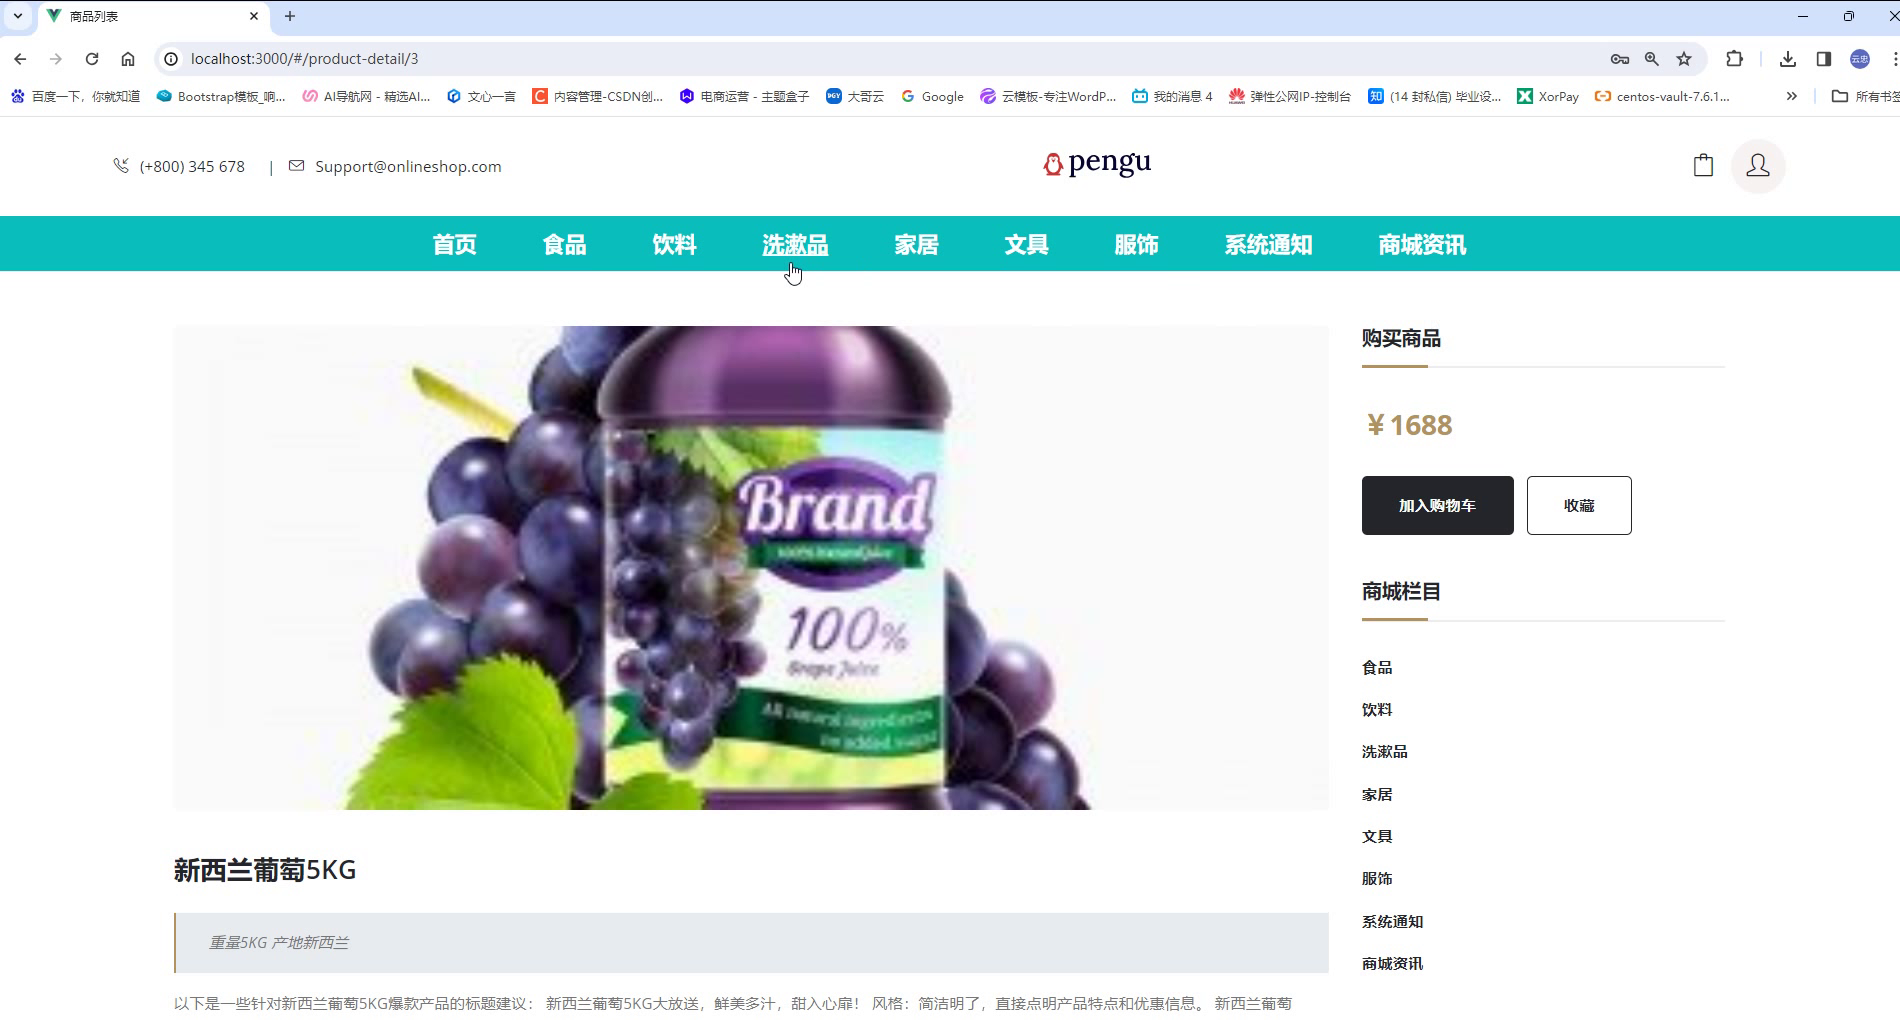 商品列表
localhost:3000/#/product-detail/3
云忠
百度一下，你就知道 Bootstrap模板_响... AI导航网 - 精选AI... 文心一言 内容管理-CSDN创... 电商运营 - 主题盒子 大哥云 Google 云模板-专注WordP... 我的消息 4 弹性公网IP-控制台 (14 封私信) 毕业设... XorPay centos-vault-7.6.1... » 所有书签
(+800) 345 678 | Support@onlineshop.com
pengu
首页 食品 饮料 洗漱品 家居 文具 服饰 系统通知 商城资讯
Brand
100% Natural Juice
100%
Grape Juice
All natural ingredients
no added sugar
新西兰葡萄5KG
重量5KG 产地新西兰
以下是一些针对新西兰葡萄5KG爆款产品的标题建议： 新西兰葡萄5KG大放送，鲜美多汁，甜入心扉！ 风格：简洁明了，直接点明产品特点和优惠信息。 新西兰葡萄
购买商品
￥1688
加入购物车 收藏
商城栏目
食品
饮料
洗漱品
家居
文具
服饰
系统通知
商城资讯